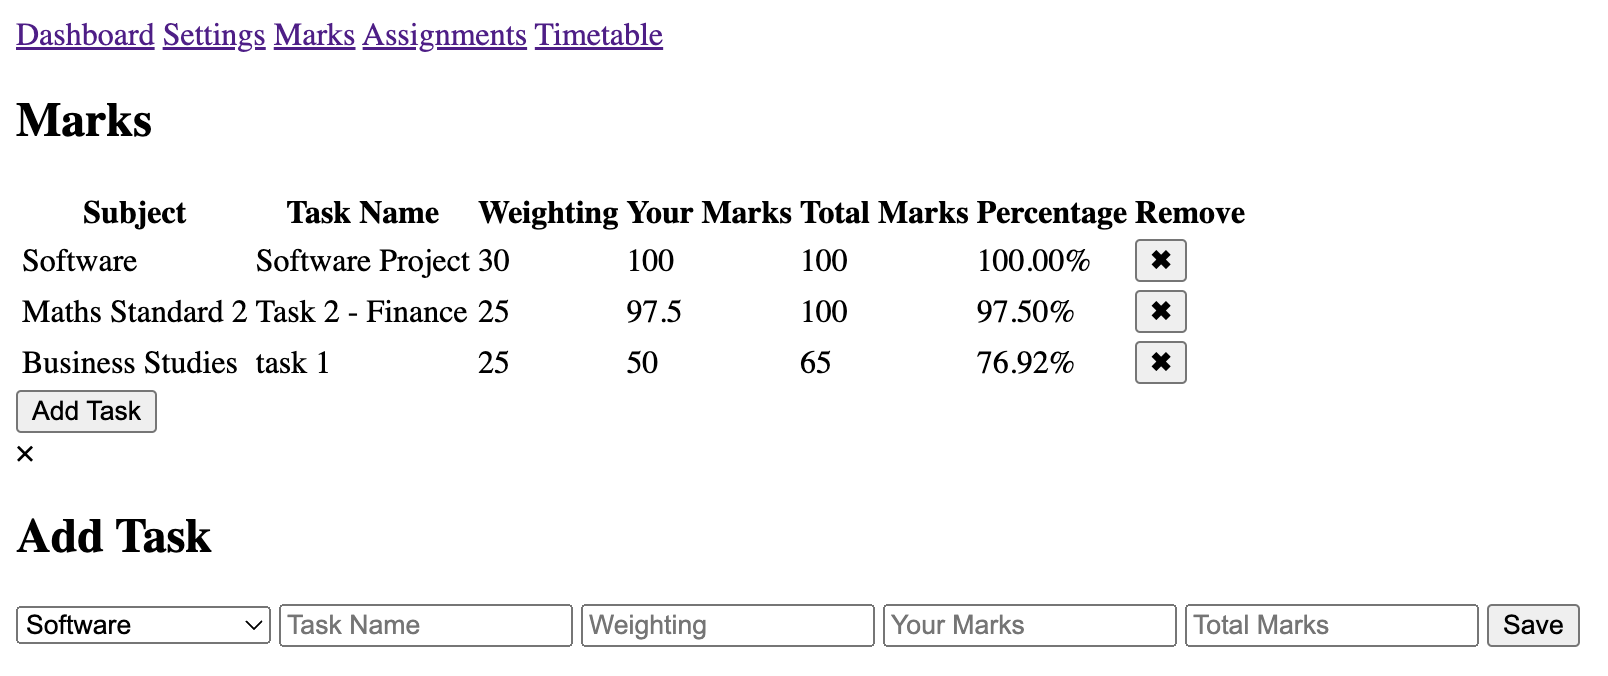 Dashboard Settings Marks Assignments Timetable
Marks
Subject Task Name Weighting Your Marks Total Marks Percentage Remove
Software Software Project 30 100 100 100.00% ✖
Maths Standard 2 Task 2 - Finance 25 97.5 100 97.50% ✖
Business Studies task 1 25 50 65 76.92% ✖
Add Task
×
Add Task
Software Task Name Weighting Your Marks Total Marks Save